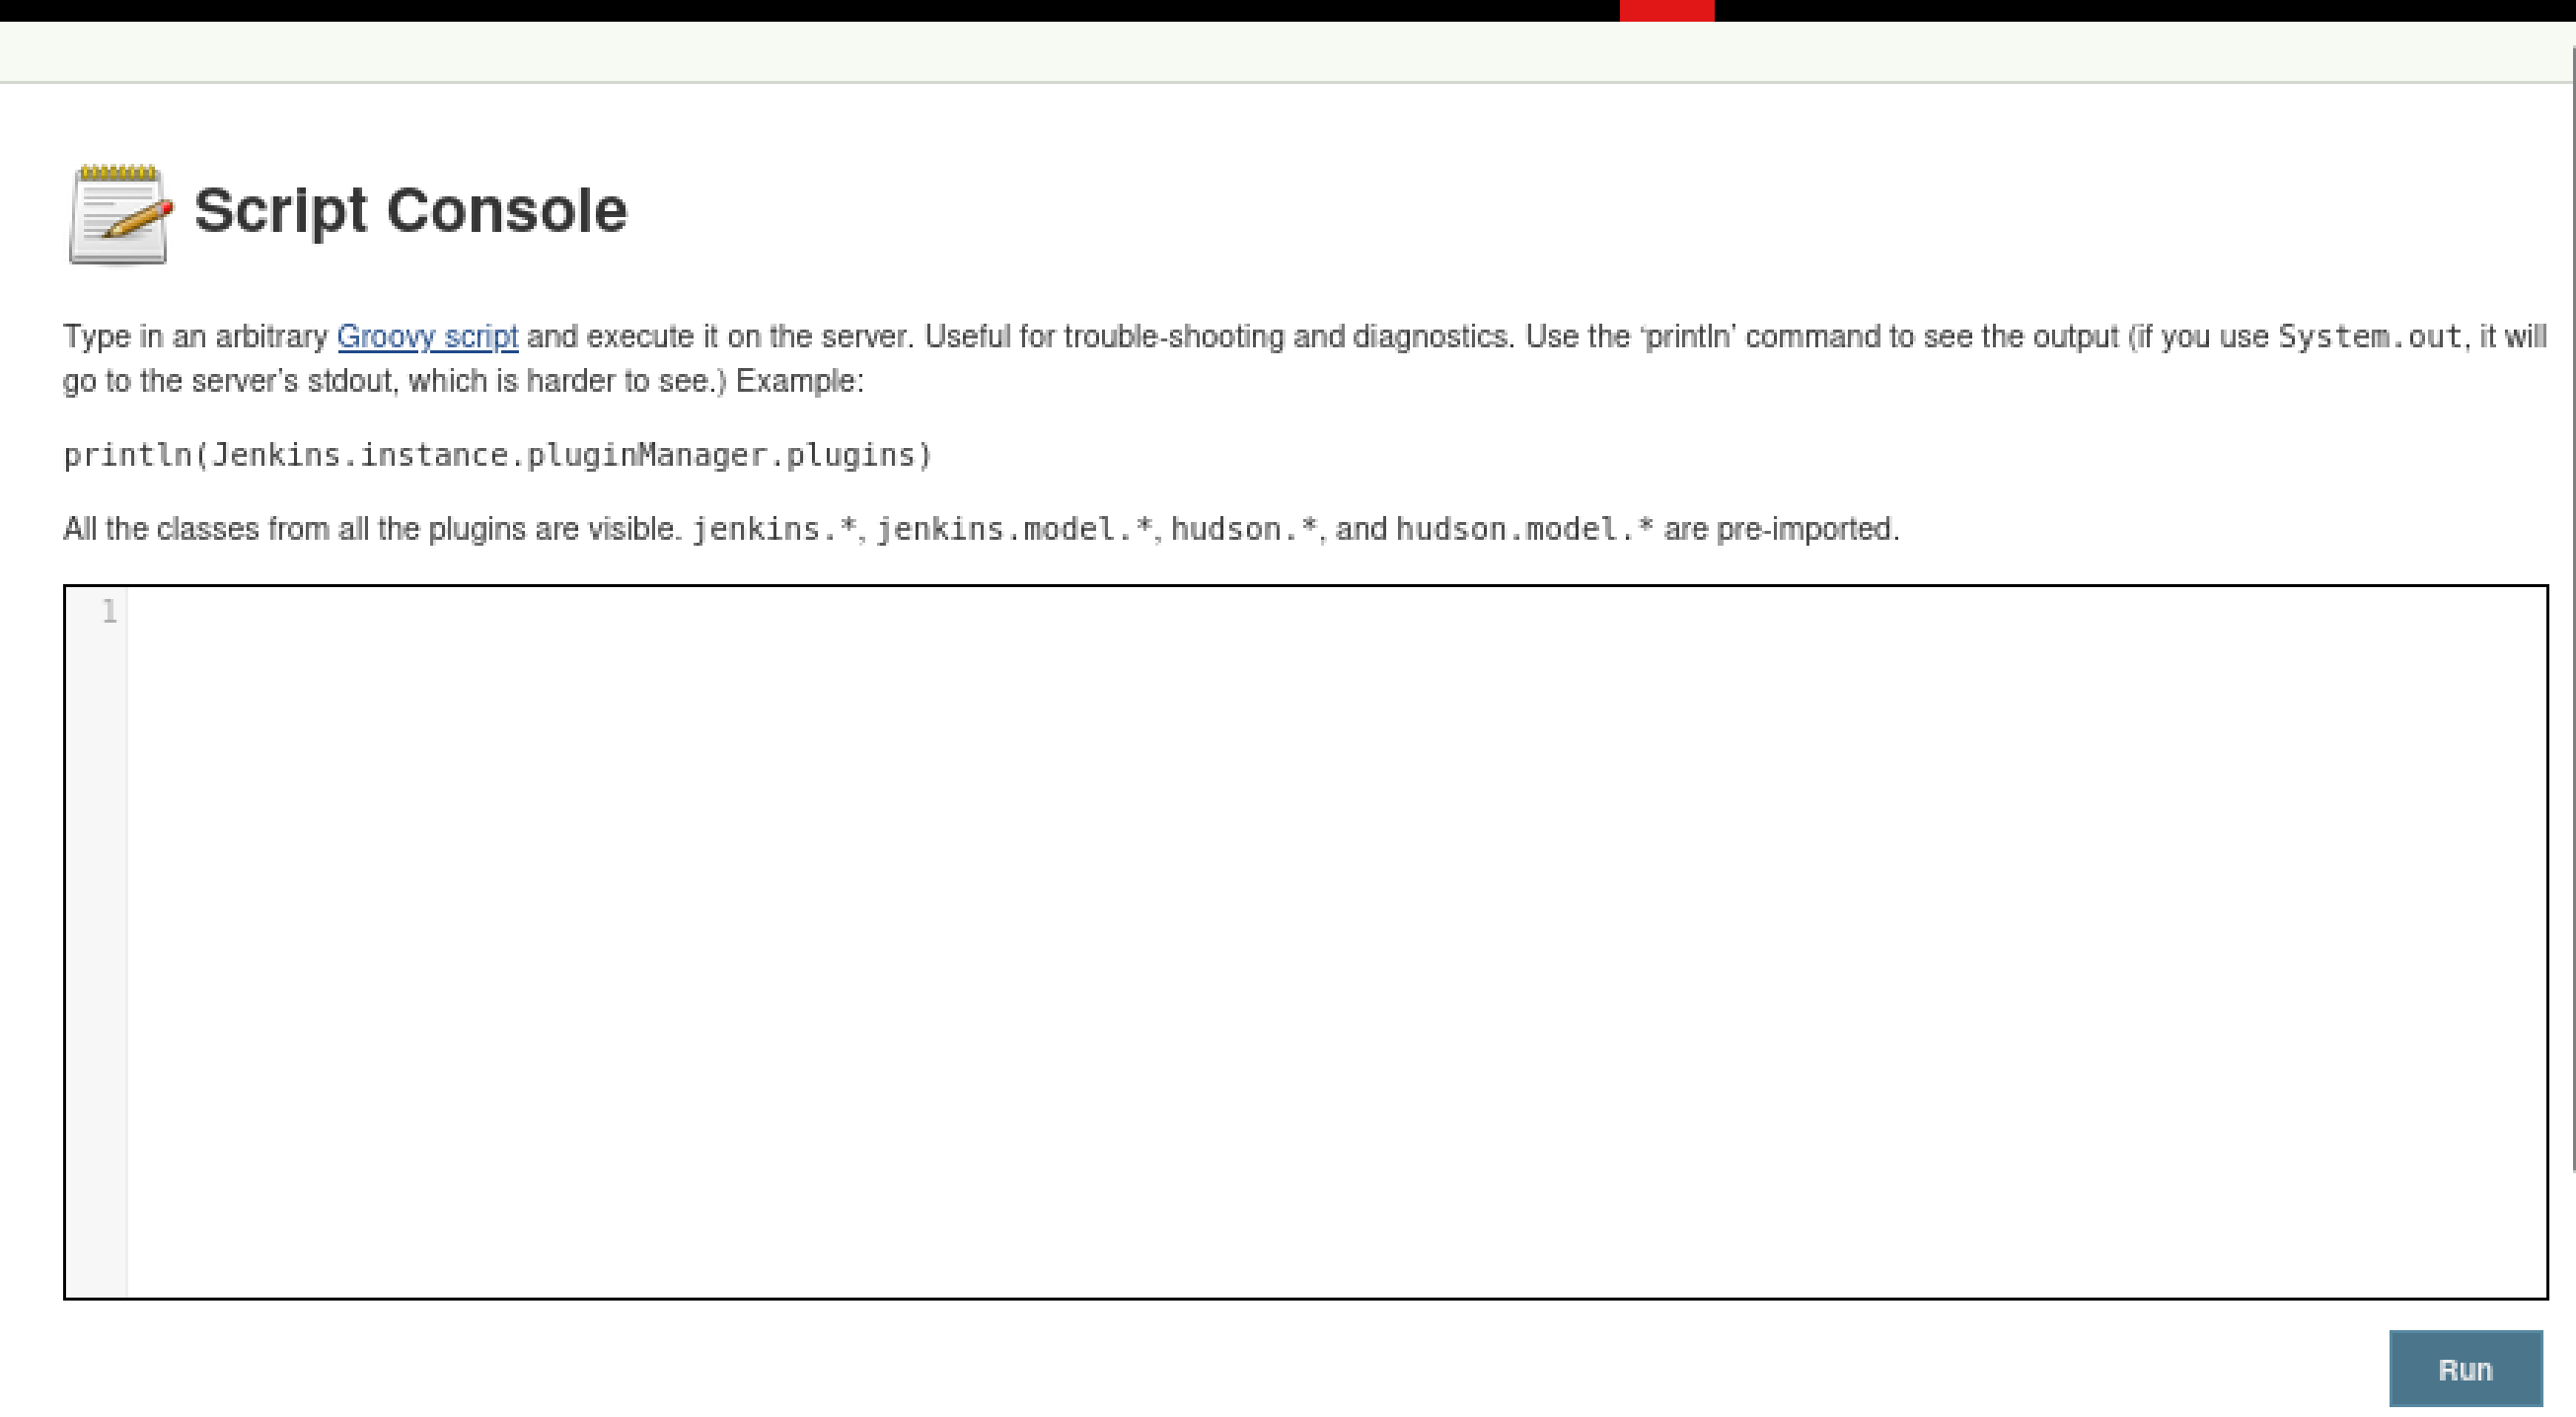 Script Console
Type in an arbitrary Groovy script and execute it on the server. Useful for trouble-shooting and diagnostics. Use the ‘println’ command to see the output (if you use System.out, it will
go to the server’s stdout, which is harder to see.) Example:
println(Jenkins.instance.pluginManager.plugins)
All the classes from all the plugins are visible. jenkins.*, jenkins.model.*, hudson.*, and hudson.model.* are pre-imported.
1
Run